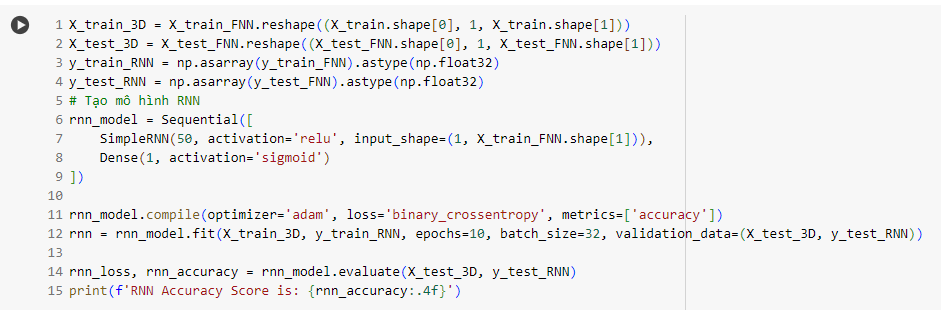 1 X_train_3D = X_train_FNN.reshape((X_train.shape[0], 1, X_train.shape[1]))
2 X_test_3D = X_test_FNN.reshape((X_test_FNN.shape[0], 1, X_test_FNN.shape[1]))
3 y_train_RNN = np.asarray(y_train_FNN).astype(np.float32)
4 y_test_RNN = np.asarray(y_test_FNN).astype(np.float32)
5 # Tạo mô hình RNN
6 rnn_model = Sequential([
7     SimpleRNN(50, activation='relu', input_shape=(1, X_train_FNN.shape[1])),
8     Dense(1, activation='sigmoid')
9 ])
10
11 rnn_model.compile(optimizer='adam', loss='binary_crossentropy', metrics=['accuracy'])
12 rnn = rnn_model.fit(X_train_3D, y_train_RNN, epochs=10, batch_size=32, validation_data=(X_test_3D, y_test_RNN))
13
14 rnn_loss, rnn_accuracy = rnn_model.evaluate(X_test_3D, y_test_RNN)
15 print(f'RNN Accuracy Score is: {rnn_accuracy:.4f}')